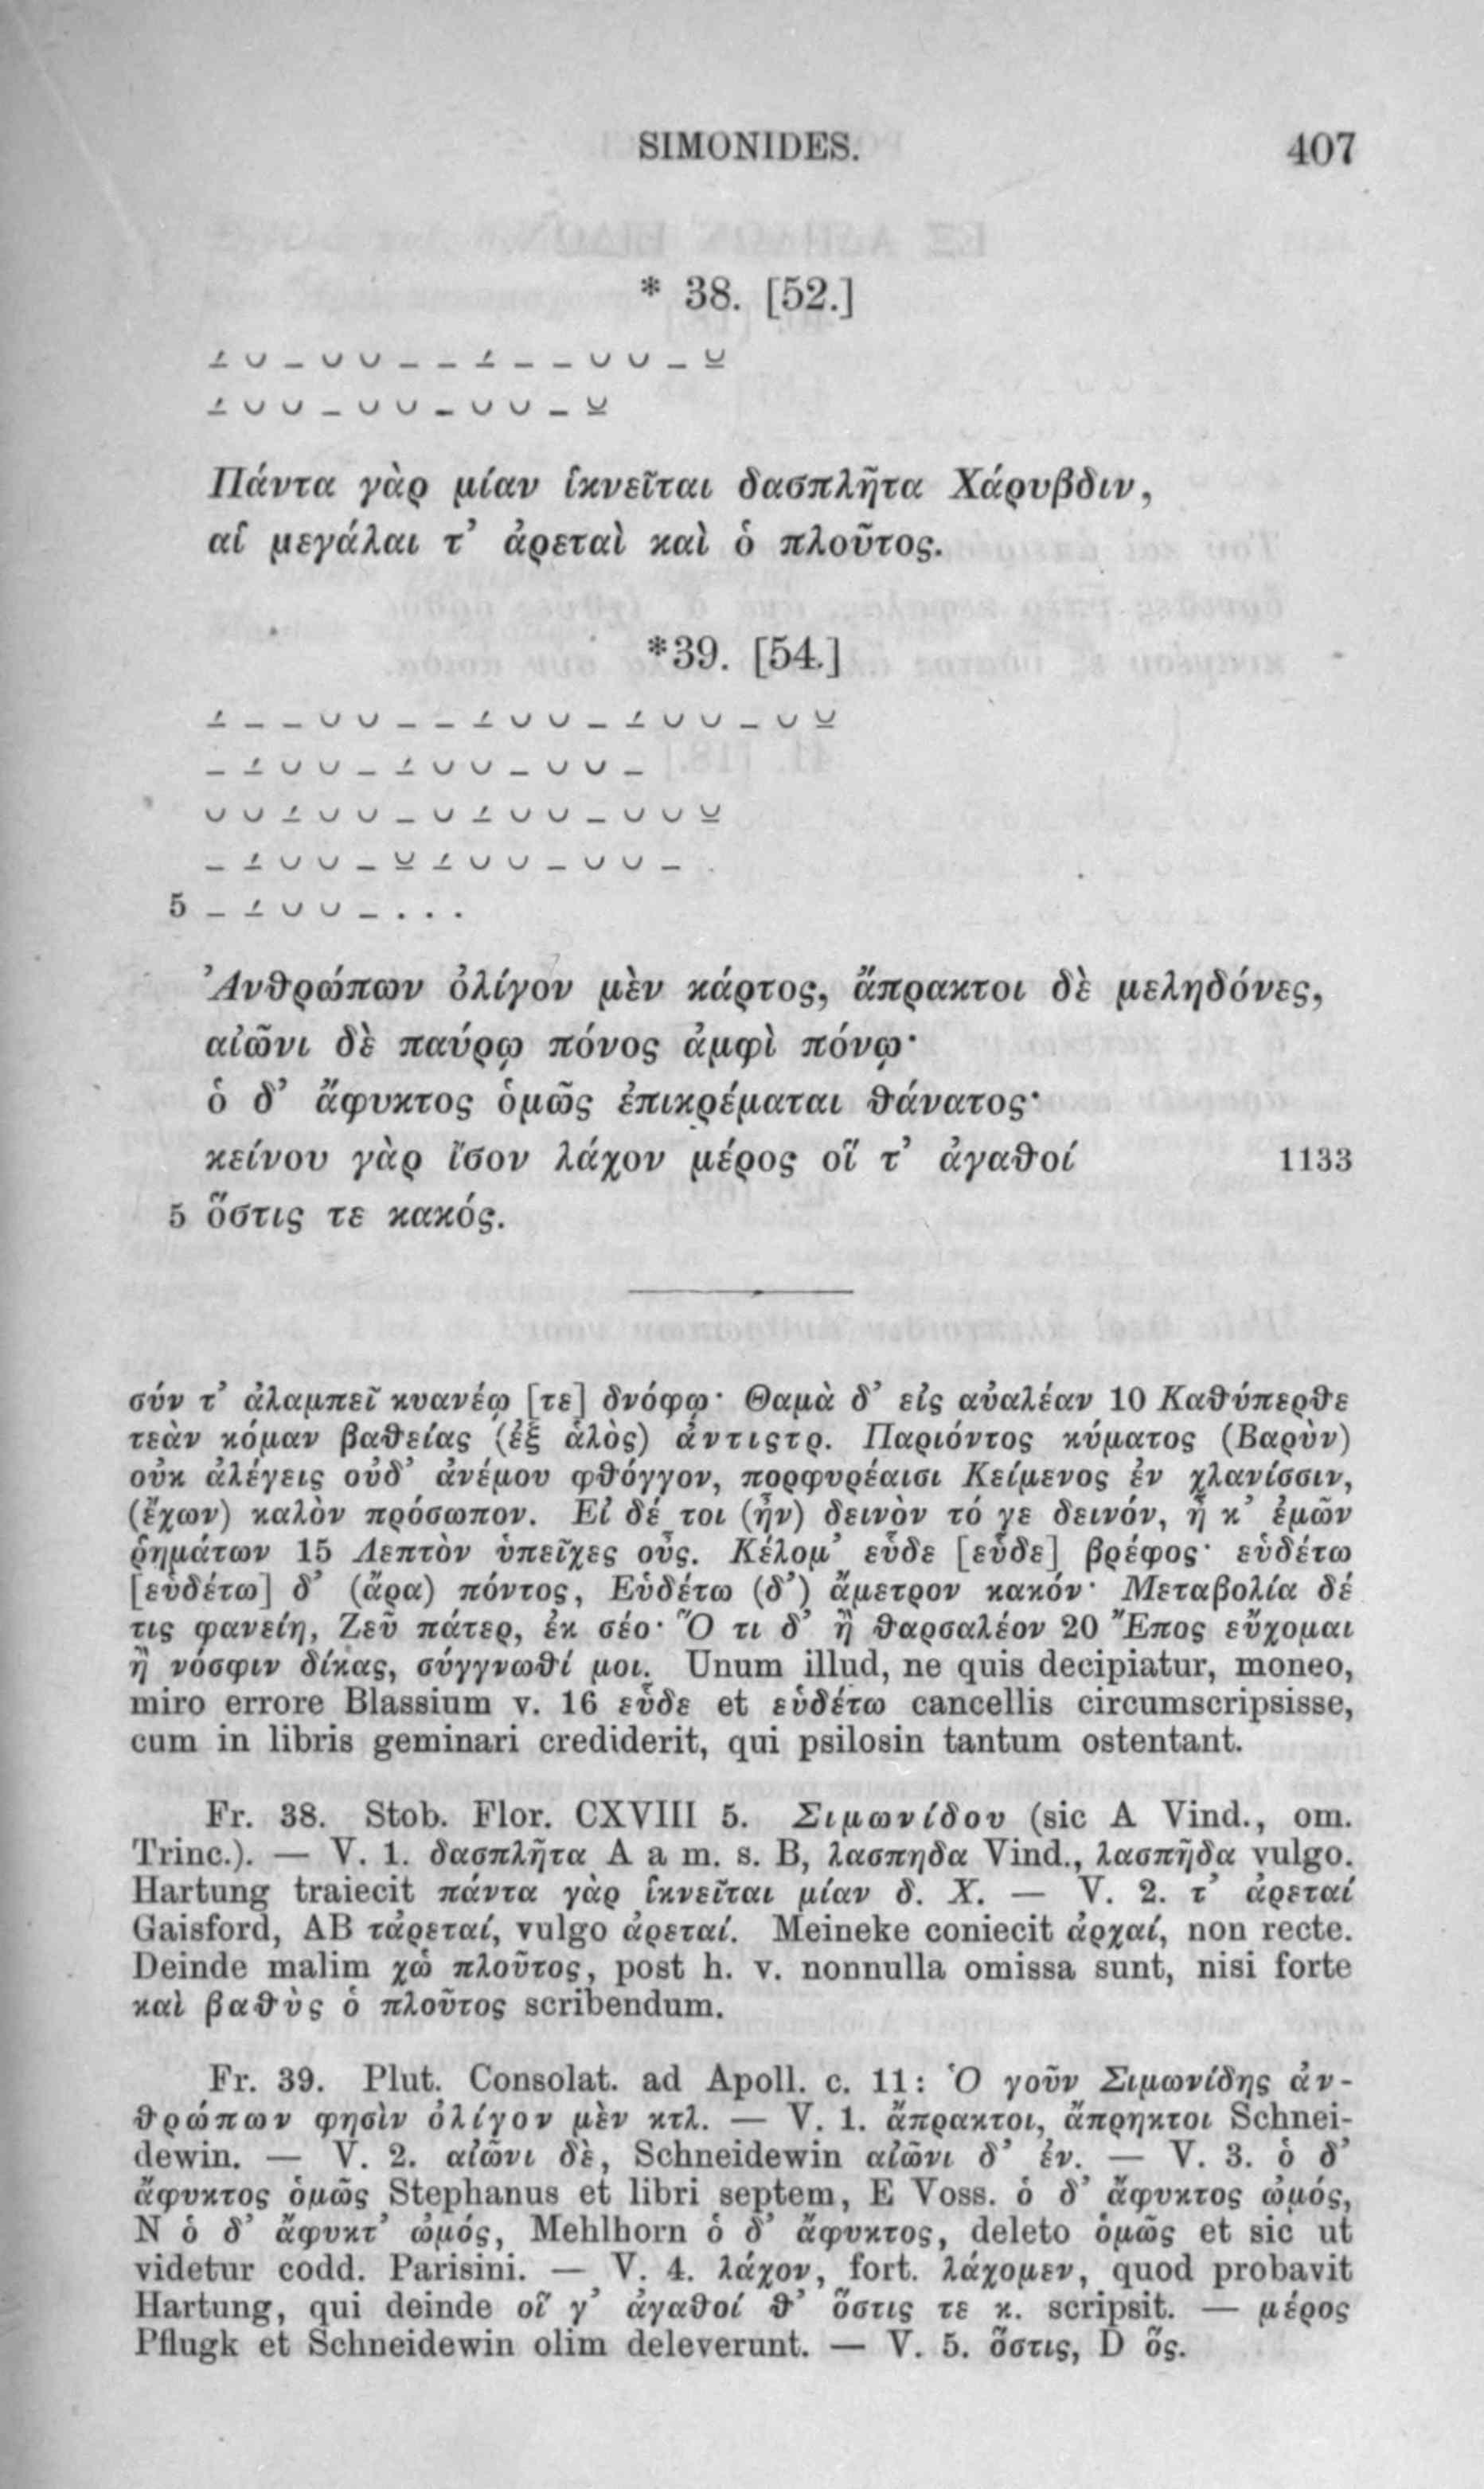 SIMONIDES. 407
* 38. [52.]
–́ ⏑ – ⏑ ⏑ – – –́ – – ⏑ ⏑ – ⏓
–́ ⏑ ⏑ – ⏑ ⏑ – ⏑ ⏑ – ⏓
Πάντα γὰρ μίαν ἱκνεῖται δασπλῆτα Χάρυβδιν,
αἱ μεγάλαι τ’ ἀρεταὶ καὶ ὁ πλοῦτος.
*39. [54.]
–́ – – ⏑ ⏑ – – –́ ⏑ ⏑ – –́ ⏑ ⏑ – ⏑ ⏓
– –́ ⏑ ⏑ – –́ ⏑ ⏑ – ⏑ ⏑ –
⏑ ⏑ –́ ⏑ ⏑ – ⏑ –́ ⏑ ⏑ – ⏑ ⏑ ⏓
– –́ ⏑ ⏑ – ⏓ –́ ⏑ ⏑ – ⏑ ⏑ –
5 – –́ ⏑ ⏑ – . . .
Ἀνθρώπων ὀλίγον μὲν κάρτος, ἄπρακτοι δὲ μεληδόνες,
αἰῶνι δὲ παύρῳ πόνος ἀμφὶ πόνῳ·
ὁ δ’ ἄφυκτος ὁμῶς ἐπικρέμαται θάνατος·
κείνου γὰρ ἴσον λάχον μέρος οἵ τ’ ἀγαθοί 1133
5 ὅστις τε κακός.
σύν τ’ ἀλαμπεῖ κυανέῳ [τε] δνόφῳ· Θαμὰ δ’ εἰς αὐαλέαν 10 Καθύπερθε
τεὰν κόμαν βαθείας (ἐξ ἁλὸς) ἀντιςτρ. Παριόντος κύματος (Βαρὺν)
οὐκ ἀλέγεις οὐδ’ ἀνέμου φθόγγον, πορφυρέαισι Κείμενος ἐν χλανίσσιν,
(ἔχων) καλὸν πρόσωπον. Εἰ δέ τοι (ἦν) δεινὸν τό γε δεινόν, ἦ κ’ ἐμῶν
ῥημάτων 15 Λεπτὸν ὑπεῖχες οὖς. Κέλομ’ εὗδε [εὖδε] βρέφος· εὑδέτω
[εὐδέτω] δ’ (ἄρα) πόντος, Εὑδέτω (δ’) ἄμετρον κακόν· Μεταβολία δέ
τις φανείη, Ζεῦ πάτερ, ἐκ σέο· Ὅ τι δ’ ἢ θαρσαλέον 20 Ἔπος εὔχομαι
ἢ νόσφιν δίκας, σύγγνωθί μοι. Unum illud, ne quis decipiatur, moneo,
miro errore Blassium v. 16 εὖδε et εὐδέτω cancellis circumscripsisse,
cum in libris geminari crediderit, qui psilosin tantum ostentant.
Fr. 38. Stob. Flor. CXVIII 5. Σιμωνίδου (sic A Vind., om.
Trinc.). — V. 1. δασπλῆτα A a m. s. B, λασπηδα Vind., λασπῆδα vulgo.
Hartung traiecit πάντα γὰρ ἱκνεῖται μίαν δ. Χ. — V. 2. τ’ ἀρεταί
Gaisford, AB τἀρεταί, vulgo ἀρεταί. Meineke coniecit ἀρχαί, non recte.
Deinde malim χὠ πλοῦτος, post h. v. nonnulla omissa sunt, nisi forte
καὶ βαθὺς ὁ πλοῦτος scribendum.
Fr. 39. Plut. Consolat. ad Apoll. c. 11: Ὁ γοῦν Σιμωνίδης ἀν-
θρώπων φησὶν ὀλίγον μὲν κτλ. — V. 1. ἄπρακτοι, ἄπρηκτοι Schnei-
dewin. — V. 2. αἰῶνι δὲ, Schneidewin αἰῶνι δ’ ἐν. — V. 3. ὁ δ’
ἄφυκτος ὁμῶς Stephanus et libri septem, E Voss. ὁ δ’ ἄφυκτος ὠμός,
N ὁ δ’ ἄφυκτ’ ὠμός, Mehlhorn ὁ δ’ ἄφυκτος, deleto ὁμῶς et sic ut
videtur codd. Parisini. — V. 4. λάχον, fort. λάχομεν, quod probavit
Hartung, qui deinde οἵ γ’ ἀγαθοί θ’ ὅστις τε κ. scripsit. — μέρος
Pflugk et Schneidewin olim deleverunt. — V. 5. ὅστις, D ὅς.